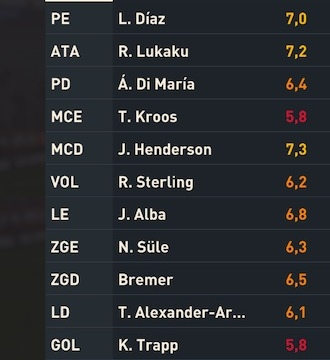 PE L. Díaz 7,0
ATA R. Lukaku 7,2
PD Á. Di María 6,4
MCE T. Kroos 5,8
MCD J. Henderson 7,3
VOL R. Sterling 6,2
LE J. Alba 6,8
ZGE N. Süle 6,3
ZGD Bremer 6,5
LD T. Alexander-Ar... 6,1
GOL K. Trapp 5,8